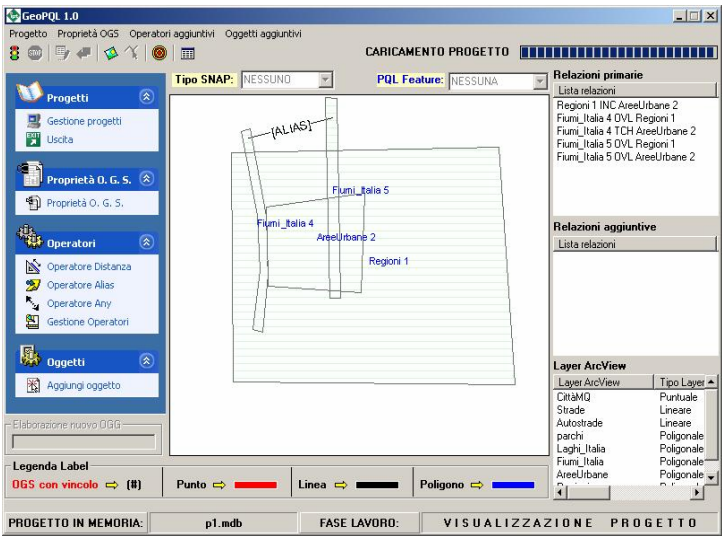 GeoPQL 1.0
Progetto Proprietà OGS Operatori aggiuntivi Oggetti aggiuntivi
CARICAMENTO PROGETTO
Tipo SNAP: NESSUNO PQL Feature: NESSUNA
Progetti
Gestione progetti
Uscita
Proprietà O. G. S.
Proprietà O. G. S.
Operatori
Operatore Distanza
Operatore Alias
Operatore Any
Gestione Operatori
Oggetti
Aggiungi oggetto
Elaborazione nuovo OGG
[ALIAS]
Fiumi_Italia 5
Fiumi_Italia 4
AreeUrbane 2
Regioni 1
Relazioni primarie
Lista relazioni
Regioni 1 INC AreeUrbane 2
Fiumi_Italia 4 OVL Regioni 1
Fiumi_Italia 4 TCH AreeUrbane 2
Fiumi_Italia 5 OVL Regioni 1
Fiumi_Italia 5 OVL AreeUrbane 2
Relazioni aggiuntive
Lista relazioni
Layer ArcView
Layer ArcView Tipo Layer
CittàMQ Puntuale
Strade Lineare
Autostrade Lineare
parchi Poligonale
Laghi_Italia Poligonale
Fiumi_Italia Poligonale
AreeUrbane Poligonale
Legenda Label
OGS con vincolo (#) Punto Linea Poligono
PROGETTO IN MEMORIA: p1.mdb FASE LAVORO: VISUALIZZAZIONE PROGETTO